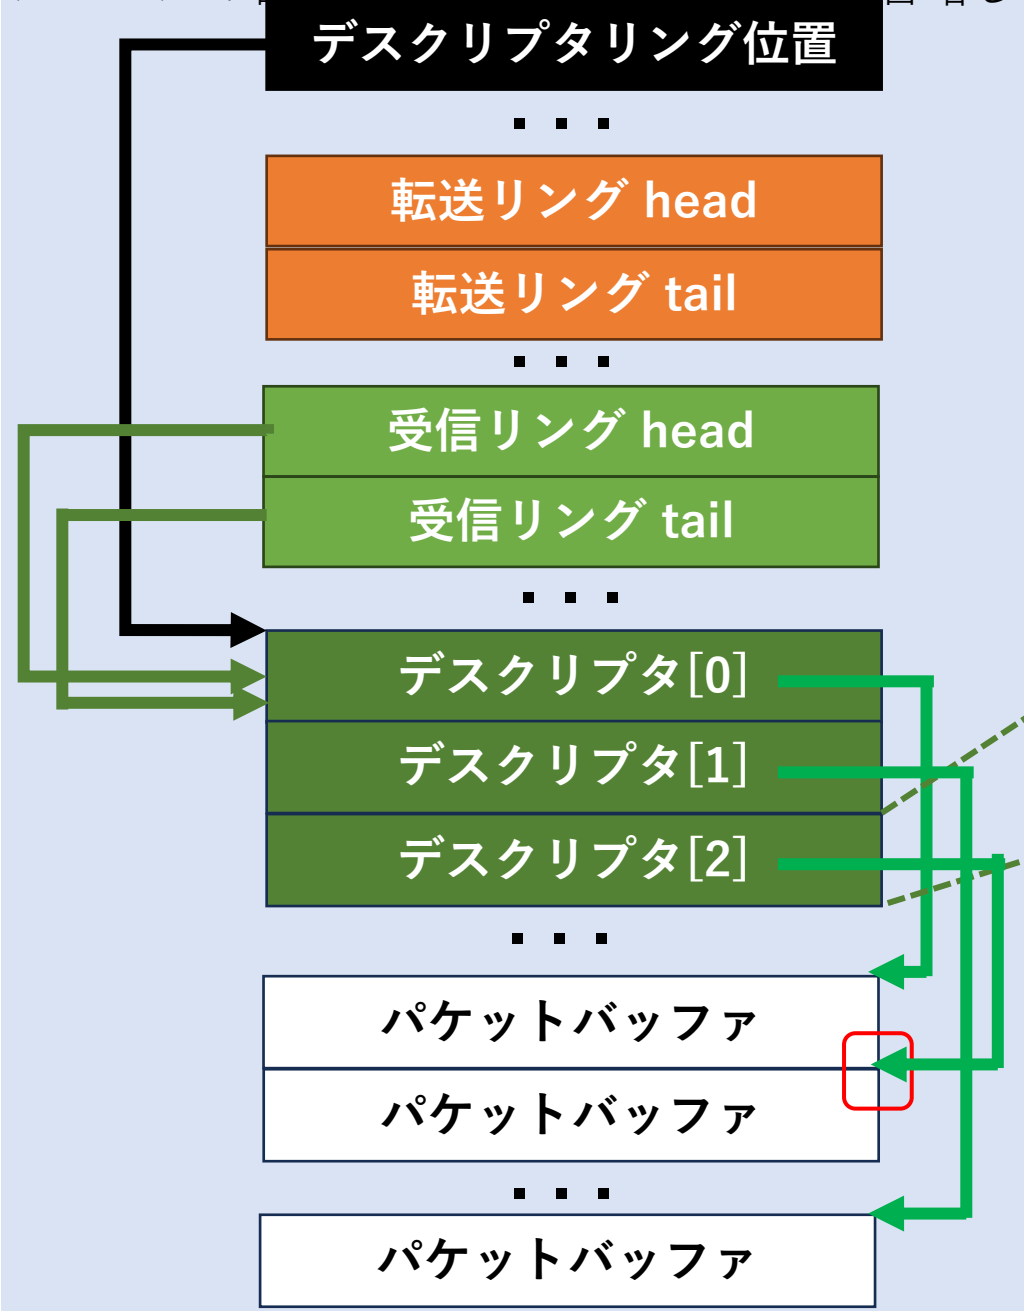 デスクリプタリング位置
▪ ▪ ▪
転送リング head
転送リング tail
▪ ▪ ▪
受信リング head
受信リング tail
▪ ▪ ▪
デスクリプタ[0]
デスクリプタ[1]
デスクリプタ[2]
▪ ▪ ▪
パケットバッファ
パケットバッファ
▪ ▪ ▪
パケットバッファ